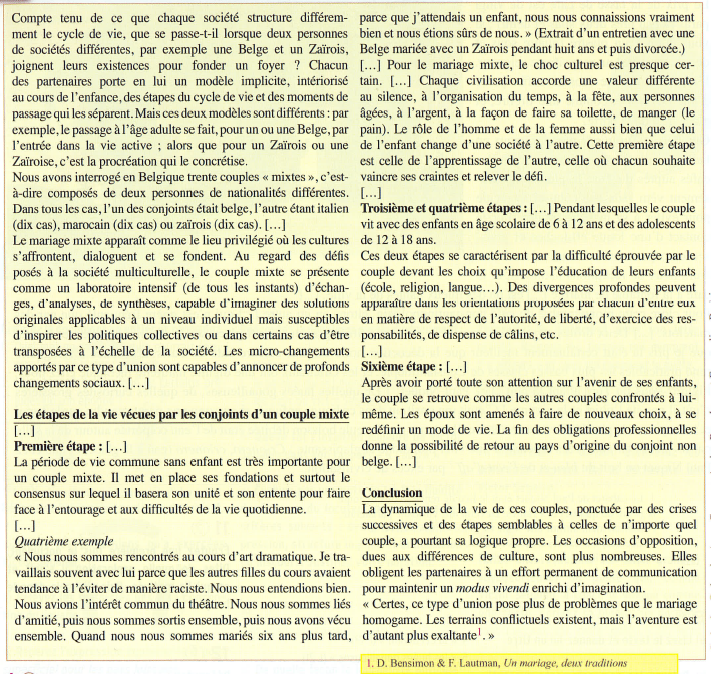 Compte tenu de ce que chaque société structure différem-
ment le cycle de vie, que se passe-t-il lorsque deux personnes
de sociétés différentes, par exemple une Belge et un Zaïrois,
joignent leurs existences pour fonder un foyer ? Chacun
des partenaires porte en lui un modèle implicite, intériorisé
au cours de l'enfance, des étapes du cycle de vie et des moments de
passage qui les séparent. Mais ces deux modèles sont différents : par
exemple, le passage à l'âge adulte se fait, pour un ou une Belge, par
l'entrée dans la vie active ; alors que pour un Zaïrois ou une
Zaïroise, c'est la procréation qui le concrétise.
Nous avons interrogé en Belgique trente couples « mixtes », c'est-
à-dire composés de deux personnes de nationalités différentes.
Dans tous les cas, l'un des conjoints était belge, l'autre étant italien
(dix cas), marocain (dix cas) ou zaïrois (dix cas). [...]
Le mariage mixte apparaît comme le lieu privilégié où les cultures
s'affrontent, dialoguent et se fondent. Au regard des défis
posés à la société multiculturelle, le couple mixte se présente
comme un laboratoire intensif (de tous les instants) d'échan-
ges, d'analyses, de synthèses, capable d'imaginer des solutions
originales applicables à un niveau individuel mais susceptibles
d'inspirer les politiques collectives ou dans certains cas d'être
transposées à l'échelle de la société. Les micro-changements
apportés par ce type d'union sont capables d'annoncer de profonds
changements sociaux. [...]
Les étapes de la vie vécues par les conjoints d'un couple mixte
[...]
Première étape : [...]
La période de vie commune sans enfant est très importante pour
un couple mixte. Il met en place ses fondations et surtout le
consensus sur lequel il basera son unité et son entente pour faire
face à l'entourage et aux difficultés de la vie quotidienne.
[...]
Quatrième exemple
« Nous nous sommes rencontrés au cours d'art dramatique. Je tra-
vaillais souvent avec lui parce que les autres filles du cours avaient
tendance à l'éviter de manière raciste. Nous nous entendions bien.
Nous avions l'intérêt commun du théâtre. Nous nous sommes liés
d'amitié, puis nous sommes sortis ensemble, puis nous avons vécu
ensemble. Quand nous nous sommes mariés six ans plus tard,
parce que j'attendais un enfant, nous nous connaissions vraiment
bien et nous étions sûrs de nous. » (Extrait d'un entretien avec une
Belge mariée avec un Zaïrois pendant huit ans et puis divorcée.)
[...] Pour le mariage mixte, le choc culturel est presque cer-
tain. [...] Chaque civilisation accorde une valeur différente
au silence, à l'organisation du temps, à la fête, aux personnes
âgées, à l'argent, à la façon de faire sa toilette, de manger (le
pain). Le rôle de l'homme et de la femme aussi bien que celui
de l'enfant change d'une société à l'autre. Cette première étape
est celle de l'apprentissage de l'autre, celle où chacun souhaite
vaincre ses craintes et relever le défi.
[...]
Troisième et quatrième étapes : [...] Pendant lesquelles le couple
vit avec des enfants en âge scolaire de 6 à 12 ans et des adolescents
de 12 à 18 ans.
Ces deux étapes se caractérisent par la difficulté éprouvée par le
couple devant les choix qu'impose l'éducation de leurs enfants
(école, religion, langue...). Des divergences profondes peuvent
apparaître dans les orientations proposées par chacun d'entre eux
en matière de respect de l'autorité, de liberté, d'exercice des res-
ponsabilités, de dispense de câlins, etc.
[...]
Sixième étape : [...]
Après avoir porté toute son attention sur l'avenir de ses enfants,
le couple se retrouve comme les autres couples confrontés à lui-
même. Les époux sont amenés à faire de nouveaux choix, à se
redéfinir un mode de vie. La fin des obligations professionnelles
donne la possibilité de retour au pays d'origine du conjoint non
belge. [...]
Conclusion
La dynamique de la vie de ces couples, ponctuée par des crises
successives et des étapes semblables à celles de n'importe quel
couple, a pourtant sa logique propre. Les occasions d'opposition,
dues aux différences de culture, sont plus nombreuses. Elles
obligent les partenaires à un effort permanent de communication
pour maintenir un modus vivendi enrichi d'imagination.
« Certes, ce type d'union pose plus de problèmes que le mariage
homogame. Les terrains conflictuels existent, mais l'aventure est
d'autant plus exaltante¹. »
1. D. Bensimon & F. Lautman, Un mariage, deux traditions